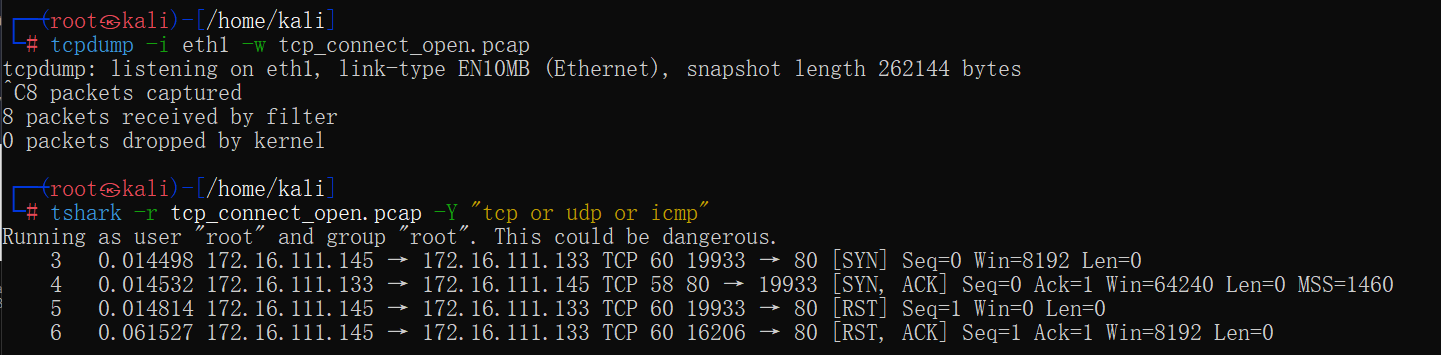 ┌──(root㉿kali)-[/home/kali]
└─# tcpdump -i eth1 -w tcp_connect_open.pcap
tcpdump: listening on eth1, link-type EN10MB (Ethernet), snapshot length 262144 bytes
^C8 packets captured
8 packets received by filter
0 packets dropped by kernel
┌──(root㉿kali)-[/home/kali]
└─# tshark -r tcp_connect_open.pcap -Y "tcp or udp or icmp"
Running as user "root" and group "root". This could be dangerous.
3 0.014498 172.16.111.145 → 172.16.111.133 TCP 60 19933 → 80 [SYN] Seq=0 Win=8192 Len=0
4 0.014532 172.16.111.133 → 172.16.111.145 TCP 58 80 → 19933 [SYN, ACK] Seq=0 Ack=1 Win=64240 Len=0 MSS=1460
5 0.014814 172.16.111.145 → 172.16.111.133 TCP 60 19933 → 80 [RST] Seq=1 Win=0 Len=0
6 0.061527 172.16.111.145 → 172.16.111.133 TCP 60 16206 → 80 [RST, ACK] Seq=1 Ack=1 Win=8192 Len=0